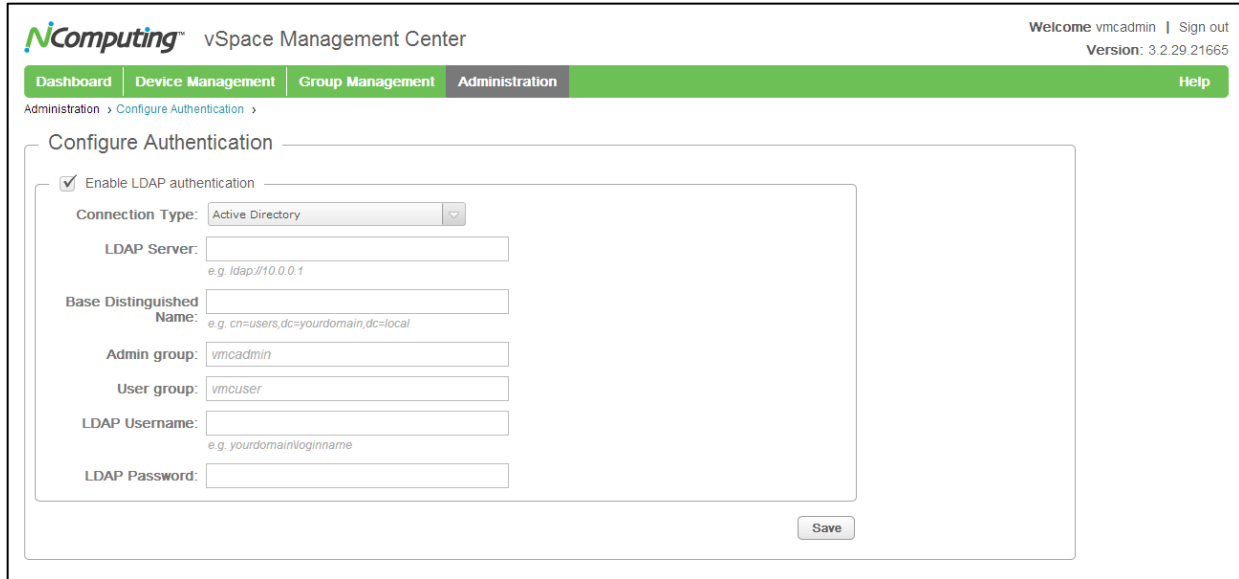 NComputing™ vSpace Management Center
Welcome vmcadmin | Sign out
Version: 3.2.29.21665
Dashboard Device Management Group Management Administration Help
Administration › Configure Authentication ›
Configure Authentication
Enable LDAP authentication
Connection Type: Active Directory
LDAP Server:
e.g. ldap://10.0.0.1
Base Distinguished
Name:
e.g. cn=users,dc=yourdomain,dc=local
Admin group: vmcadmin
User group: vmcuser
LDAP Username:
e.g. yourdomain\loginname
LDAP Password:
Save